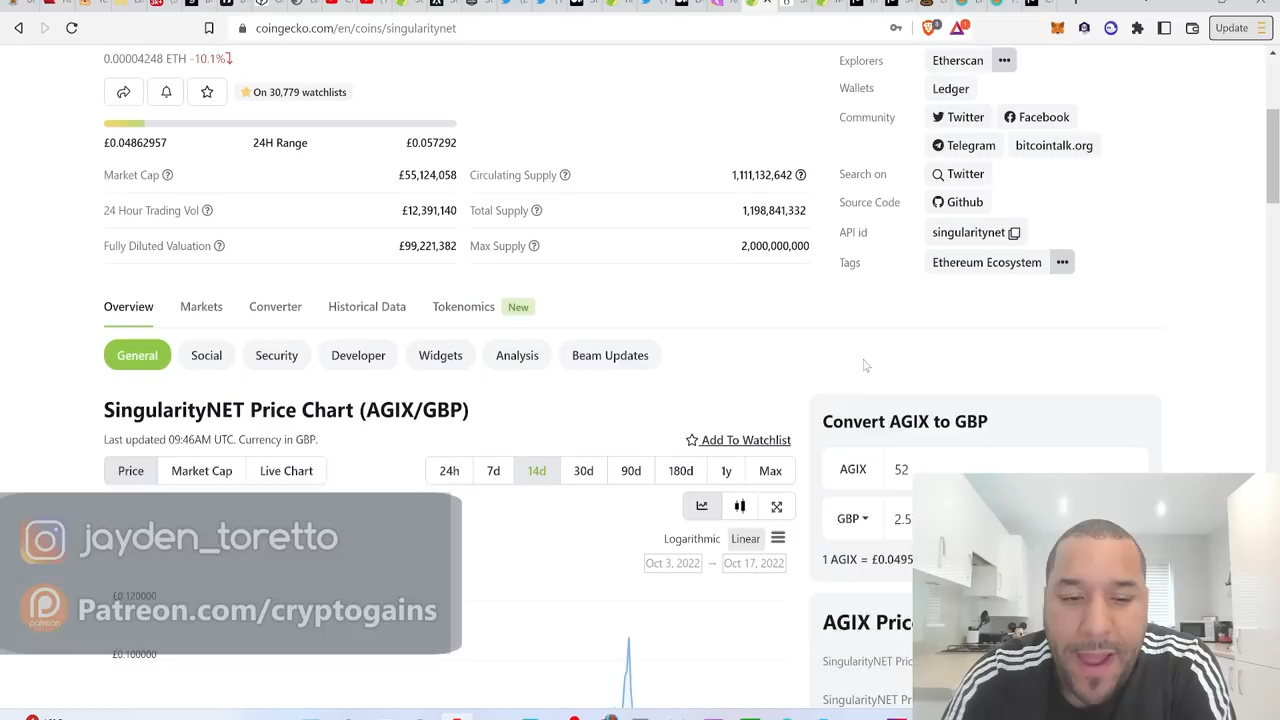 coingecko.com/en/coins/singularitynet
Update
0.00004248 ETH -10.1%
On 30,779 watchlists
£0.04862957 24H Range £0.057292
Market Cap £55,124,058 Circulating Supply 1,111,132,642
24 Hour Trading Vol £12,391,140 Total Supply 1,198,841,332
Fully Diluted Valuation £99,221,382 Max Supply 2,000,000,000
Explorers Etherscan
Wallets Ledger
Community Twitter Facebook
Telegram bitcointalk.org
Search on Twitter
Source Code Github
API id singularitynet
Tags Ethereum Ecosystem
Overview Markets Converter Historical Data Tokenomics New
General Social Security Developer Widgets Analysis Beam Updates
SingularityNET Price Chart (AGIX/GBP)
Last updated 09:46AM UTC. Currency in GBP.
Add To Watchlist
Price Market Cap Live Chart 24h 7d 14d 30d 90d 180d 1y Max
Logarithmic Linear
Oct 3, 2022 → Oct 17, 2022
£0.120000
£0.100000
Convert AGIX to GBP
AGIX 52
GBP 2.5
1 AGIX = £0.0495
AGIX
SingularityNET
SingularityNET
jayden_toretto
Patreon.com/cryptogains
PATREON